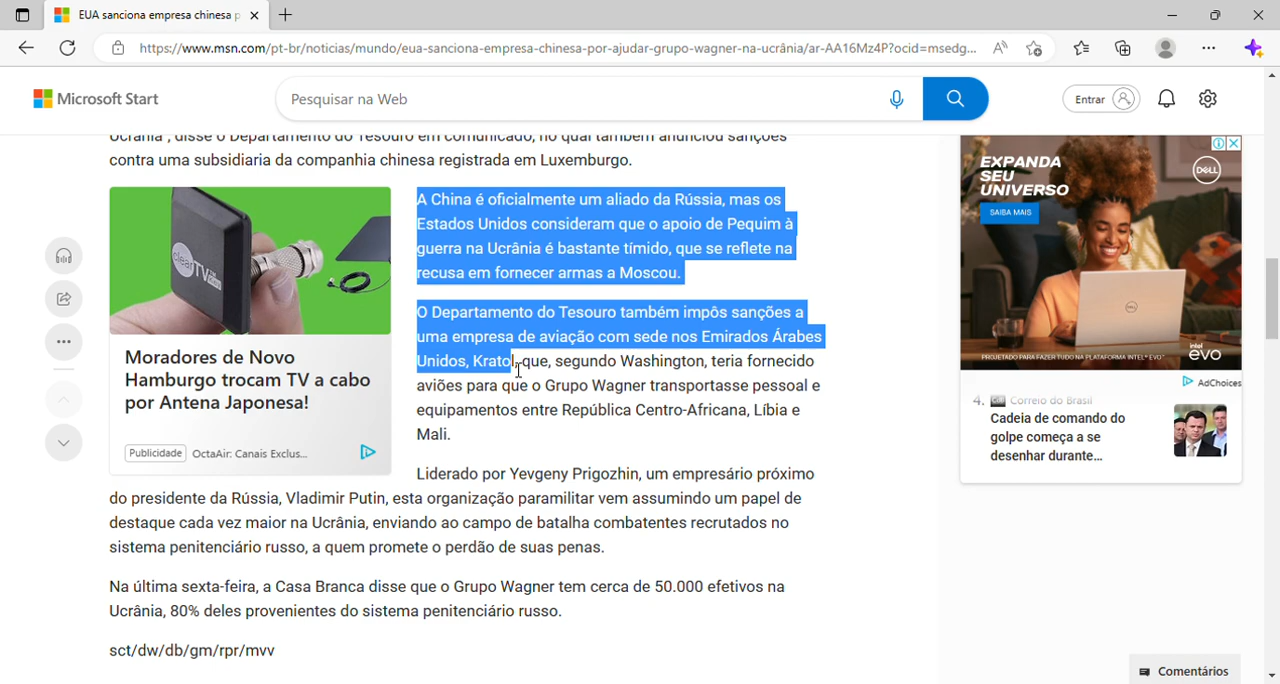 EUA sanciona empresa chinesa p
https://www.msn.com/pt-br/noticias/mundo/eua-sanciona-empresa-chinesa-por-ajudar-grupo-wagner-na-ucrânia/ar-AA16Mz4P?ocid=msedg...
Microsoft Start
Pesquisar na Web
Entrar
Ucrânia", disse o Departamento do Tesouro em comunicado, no qual também anunciou sanções
contra uma subsidiaria da companhia chinesa registrada em Luxemburgo.
clearTV
Moradores de Novo
Hamburgo trocam TV a cabo
por Antena Japonesa!
Publicidade OctaAir: Canais Exclus...
A China é oficialmente um aliado da Rússia, mas os
Estados Unidos consideram que o apoio de Pequim à
guerra na Ucrânia é bastante tímido, que se reflete na
recusa em fornecer armas a Moscou.
O Departamento do Tesouro também impôs sanções a
uma empresa de aviação com sede nos Emirados Árabes
Unidos, Kratol, que, segundo Washington, teria fornecido
aviões para que o Grupo Wagner transportasse pessoal e
equipamentos entre República Centro-Africana, Líbia e
Mali.
Liderado por Yevgeny Prigozhin, um empresário próximo
do presidente da Rússia, Vladimir Putin, esta organização paramilitar vem assumindo um papel de
destaque cada vez maior na Ucrânia, enviando ao campo de batalha combatentes recrutados no
sistema penitenciário russo, a quem promete o perdão de suas penas.
Na última sexta-feira, a Casa Branca disse que o Grupo Wagner tem cerca de 50.000 efetivos na
Ucrânia, 80% deles provenientes do sistema penitenciário russo.
sct/dw/db/gm/rpr/mvv
EXPANDA
SEU
UNIVERSO
SAIBA MAIS
DELL
PROJETADO PARA FAZER TUDO NA PLATAFORMA INTEL® EVO™
intel
evo
AdChoices
4. Correio do Brasil
Cadeia de comando do
golpe começa a se
desenhar durante...
Comentários